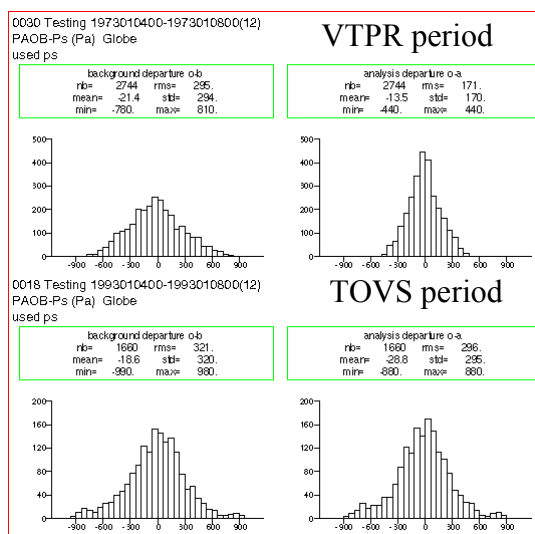 0030 Testing 1973010400-1973010800(12)
PAOB-Ps (Pa) Globe
used ps
VTPR period
background departure o-b
nb= 2744 rms= 295.
mean= -21.4 std= 294.
min= -780. max= 810.
analysis departure o-a
nb= 2744 rms= 171.
mean= -13.5 std= 170.
min= -440. max= 440.
500
400
300
200
100
0
-900 -600 -300 0 300 600 900
500
400
300
200
100
0
-900 -600 -300 0 300 600 900
0018 Testing 1993010400-1993010800(12)
PAOB-Ps (Pa) Globe
used ps
TOVS period
background departure o-b
nb= 1660 rms= 321.
mean= -18.6 std= 320.
min= -990. max= 980.
analysis departure o-a
nb= 1660 rms= 296.
mean= -28.8 std= 295.
min= -880. max= 880.
200
160
120
80
40
0
-900 -600 -300 0 300 600 900
200
160
120
80
40
0
-900 -600 -300 0 300 600 900